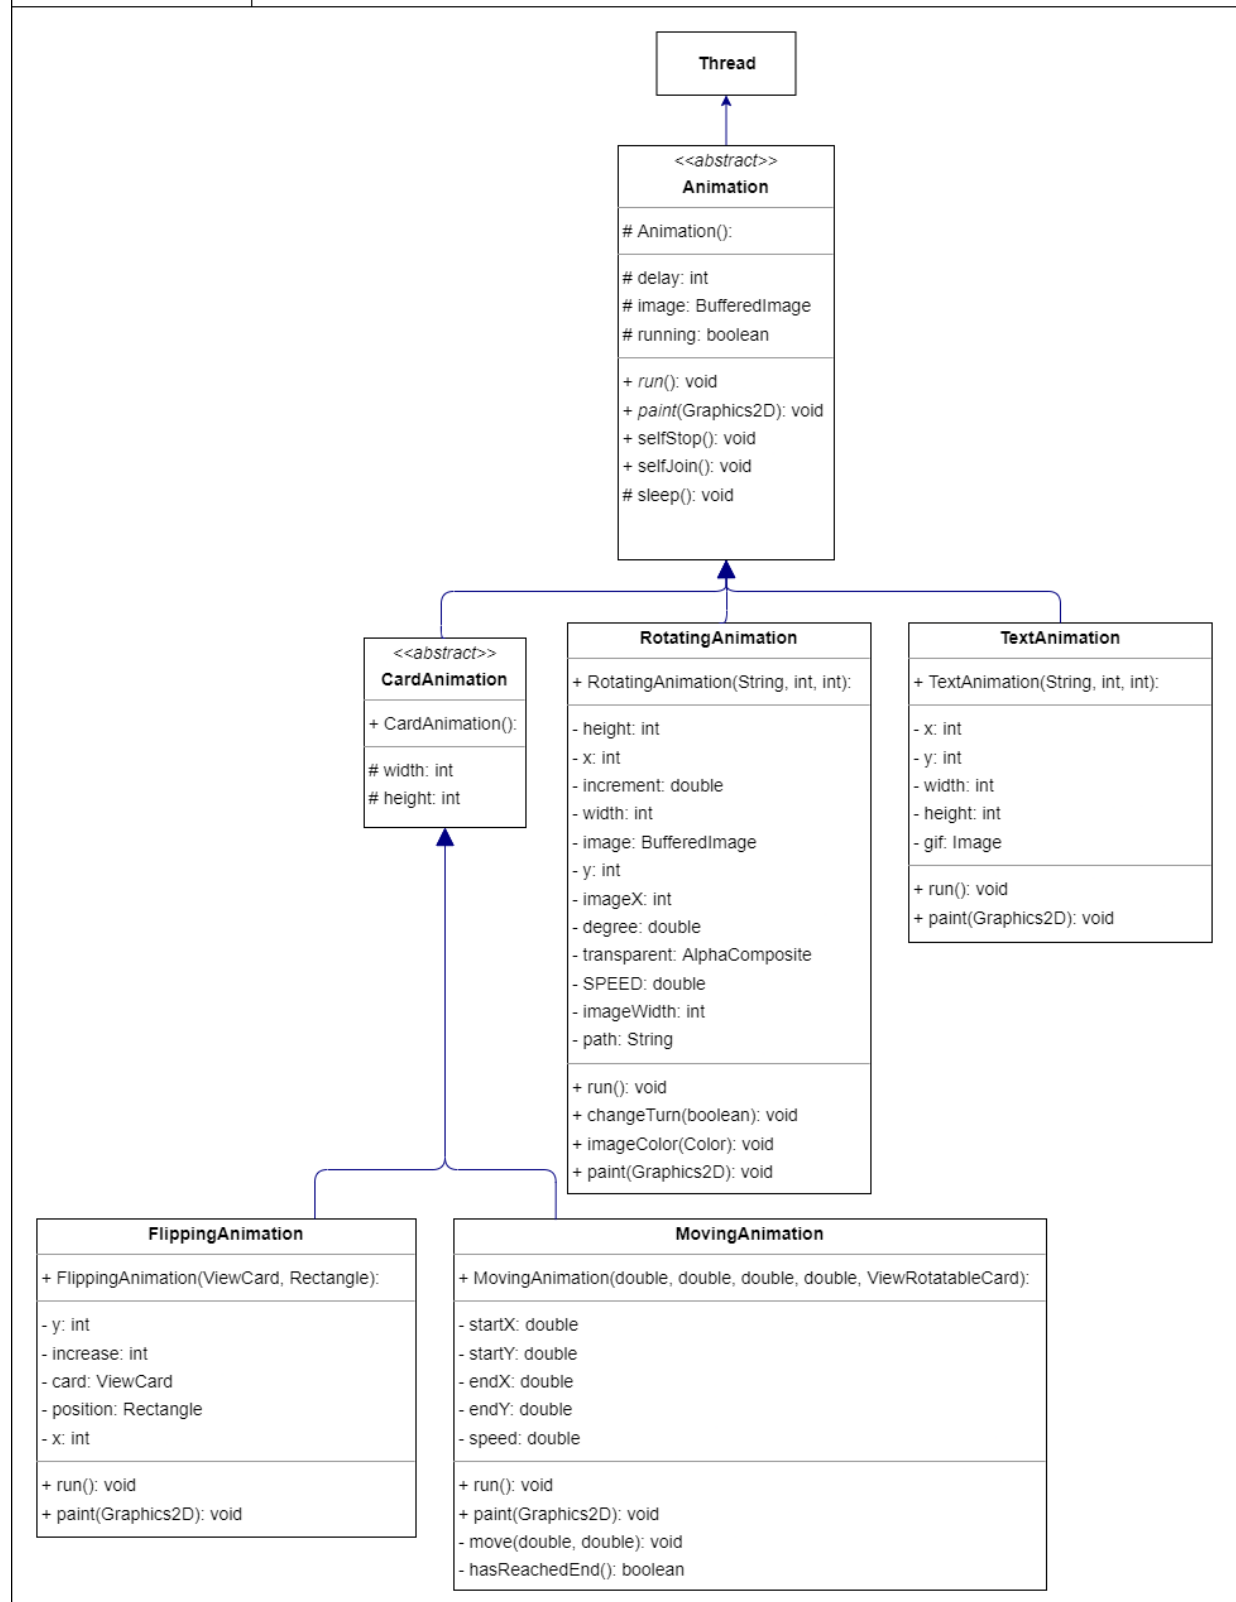 Thread
<<abstract>>
Animation
# Animation():
# delay: int
# image: BufferedImage
# running: boolean
+ run(): void
+ paint(Graphics2D): void
+ selfStop(): void
+ selfJoin(): void
# sleep(): void
<<abstract>>
CardAnimation
+ CardAnimation():
# width: int
# height: int
RotatingAnimation
+ RotatingAnimation(String, int, int):
- height: int
- x: int
- increment: double
- width: int
- image: BufferedImage
- y: int
- imageX: int
- degree: double
- transparent: AlphaComposite
- SPEED: double
- imageWidth: int
- path: String
+ run(): void
+ changeTurn(boolean): void
+ imageColor(Color): void
+ paint(Graphics2D): void
TextAnimation
+ TextAnimation(String, int, int):
- x: int
- y: int
- width: int
- height: int
- gif: Image
+ run(): void
+ paint(Graphics2D): void
FlippingAnimation
+ FlippingAnimation(ViewCard, Rectangle):
- y: int
- increase: int
- card: ViewCard
- position: Rectangle
- x: int
+ run(): void
+ paint(Graphics2D): void
MovingAnimation
+ MovingAnimation(double, double, double, double, ViewRotatableCard):
- startX: double
- startY: double
- endX: double
- endY: double
- speed: double
+ run(): void
+ paint(Graphics2D): void
- move(double, double): void
- hasReachedEnd(): boolean